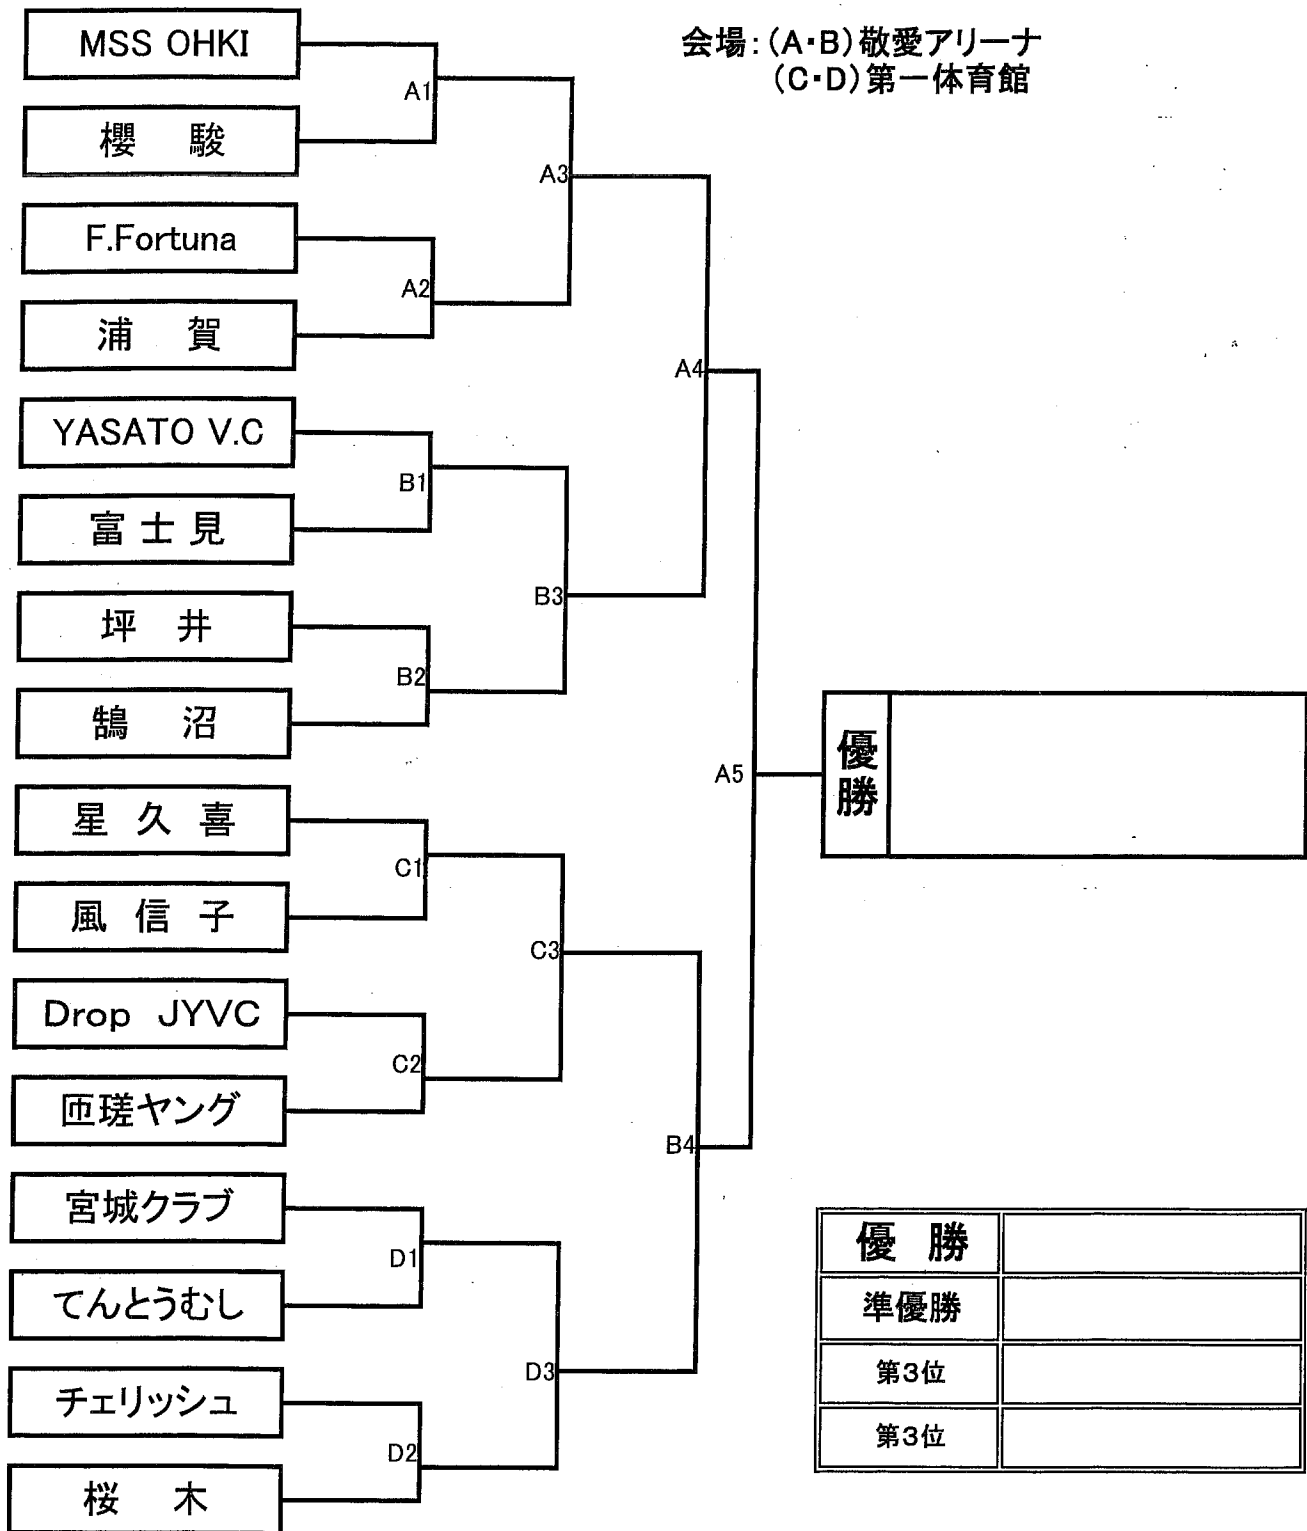 会場：（A・B）敬愛アリーナ
（C・D）第一体育館
MSS OHKI
A1
櫻　駿
A3
F.Fortuna
A2
浦　賀
A4
YASATO V.C
B1
富 士 見
B3
坪　井
B2
鵠　沼
A5
優勝
星 久 喜
C1
風 信 子
C3
Drop JYVC
C2
匝瑳ヤング
B4
宮城クラブ
D1
てんとうむし
D3
チェリッシュ
D2
桜　木
優　勝
準優勝
第3位
第3位